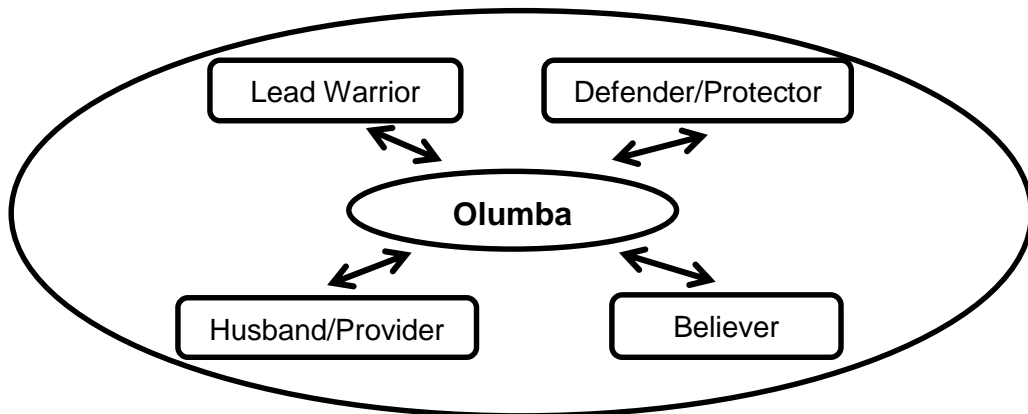 Lead Warrior
Defender/Protector
Olumba
Husband/Provider
Believer